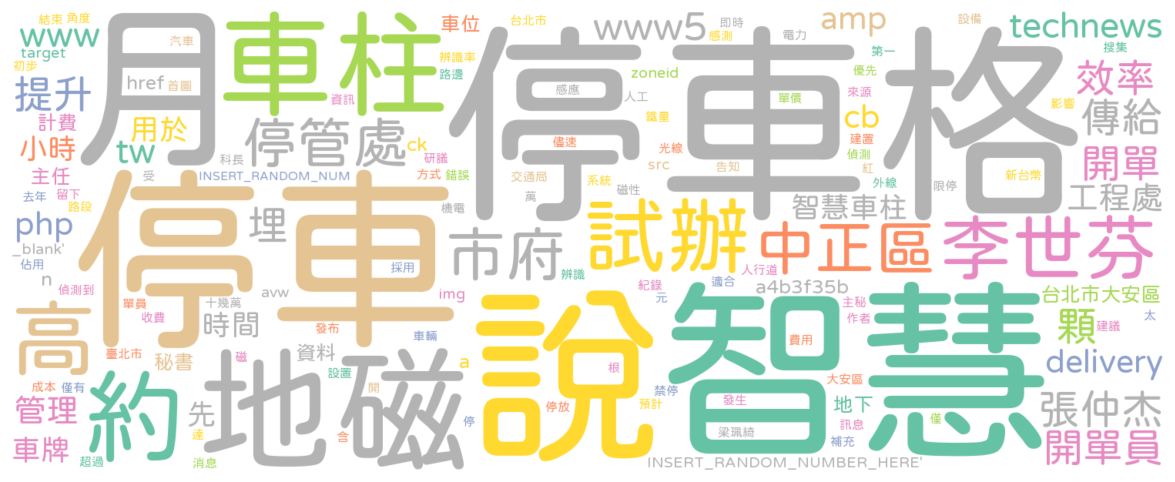 結束 角度
台北市
www5
即時
amp
設備
technews
www
汽車
月
車柱
車位
停車格
感測
電力
第一
搜集
target
初步
辨識率
路邊
zoneid
優先
效率
href
首圖
資訊
感應
人工
單價
來源
影響
提升
計費
用於
停管處
ck
鐵星
cb
傳給
小時
tw
研議
儘速
光線
建置
開單
主任
科長
方式
錯誤
src
告知
偵測
紅
受
INSERT_RANDOM_NUM
交通局
系統
磁性
外線
新台幣
去年
留下
路段
機電
萬
智慧車柱
限停
工程處
php
停車
埋
市府
試辦
中正區
李世芬
_blank'
佔用
採用
辨識
人行道
適合
n
偵測到
單員
十幾萬
avw
img
紀錄
元
a4b3f35b
主秘
作者
台北市大安區
太
高
收費
時間
發布
車輛
說
智慧
顆
建議
秘書
臺北市
磁
資料
a
費用
delivery
設置
根
約
地磁
成本
僅有
開
禁停
大安區
管理
先
停放
預計
發生
地下
僅
張仲杰
達
停
訊息
車牌
含
梁珮綺
補充
開單員
超過
消息
INSERT_RANDOM_NUMBER_HERE'